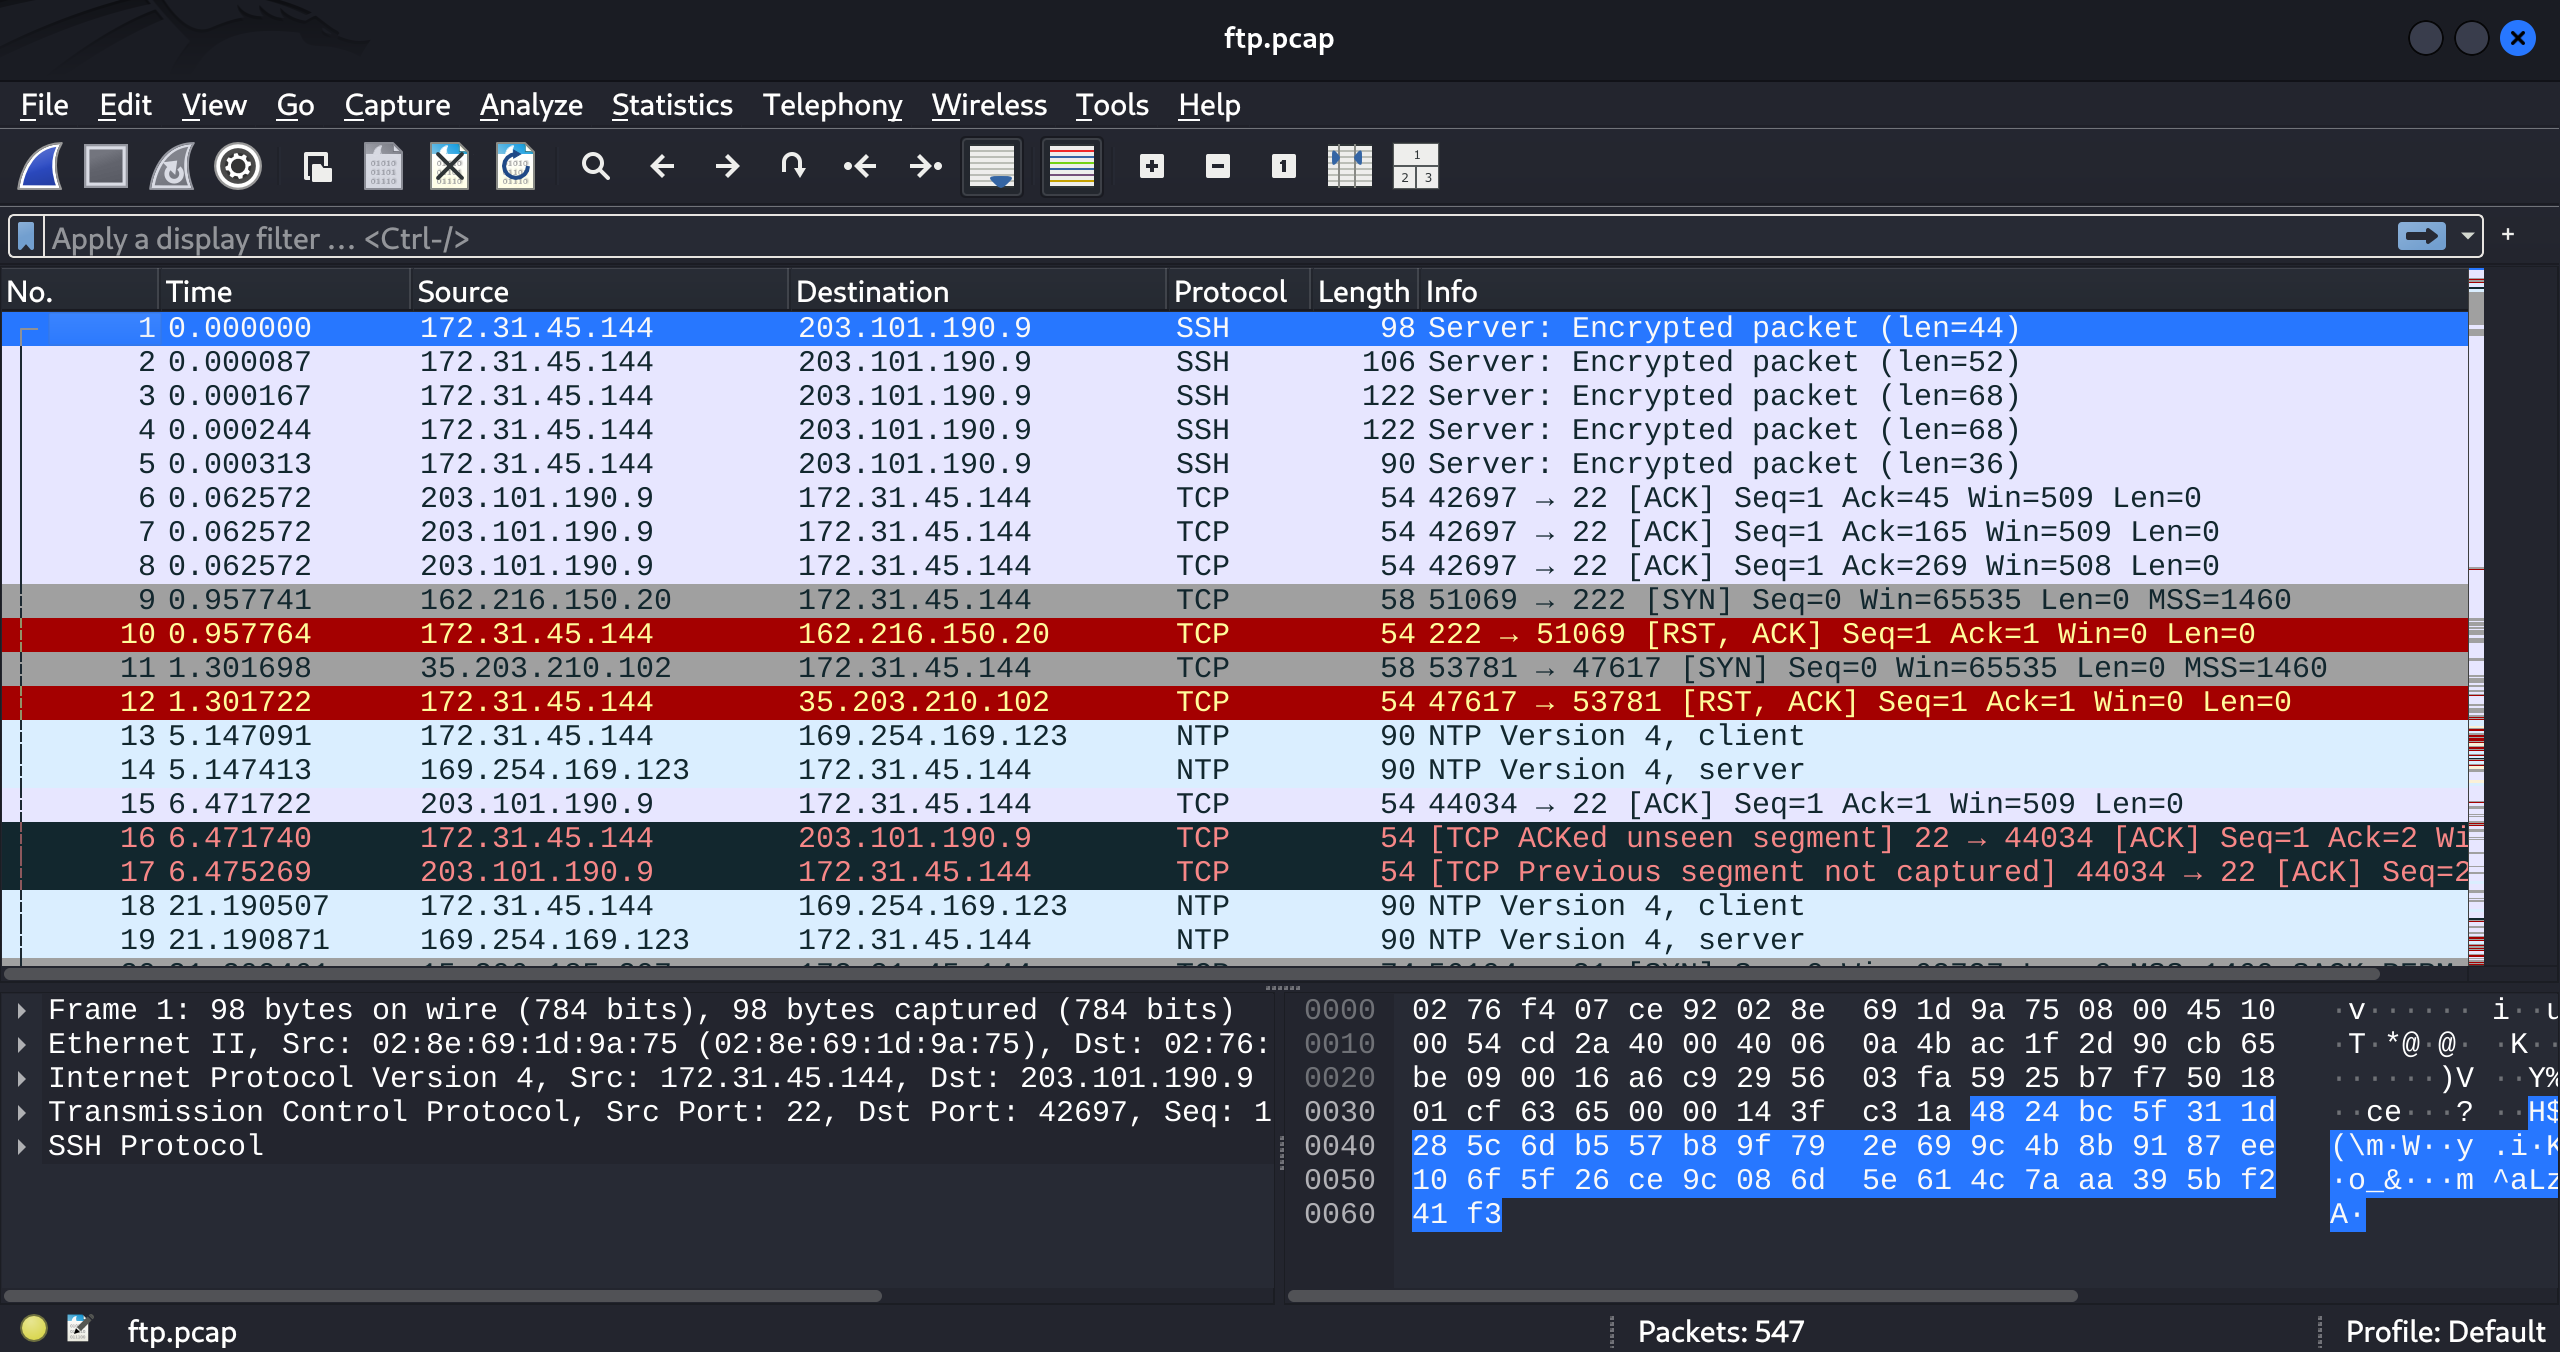 ftp.pcap
File Edit View Go Capture Analyze Statistics Telephony Wireless Tools Help
Apply a display filter … <Ctrl-/>
No. Time Source Destination Protocol Length Info
1 0.000000 172.31.45.144 203.101.190.9 SSH 98 Server: Encrypted packet (len=44)
2 0.000087 172.31.45.144 203.101.190.9 SSH 106 Server: Encrypted packet (len=52)
3 0.000167 172.31.45.144 203.101.190.9 SSH 122 Server: Encrypted packet (len=68)
4 0.000244 172.31.45.144 203.101.190.9 SSH 122 Server: Encrypted packet (len=68)
5 0.000313 172.31.45.144 203.101.190.9 SSH 90 Server: Encrypted packet (len=36)
6 0.062572 203.101.190.9 172.31.45.144 TCP 54 42697 → 22 [ACK] Seq=1 Ack=45 Win=509 Len=0
7 0.062572 203.101.190.9 172.31.45.144 TCP 54 42697 → 22 [ACK] Seq=1 Ack=165 Win=509 Len=0
8 0.062572 203.101.190.9 172.31.45.144 TCP 54 42697 → 22 [ACK] Seq=1 Ack=269 Win=508 Len=0
9 0.957741 162.216.150.20 172.31.45.144 TCP 58 51069 → 222 [SYN] Seq=0 Win=65535 Len=0 MSS=1460
10 0.957764 172.31.45.144 162.216.150.20 TCP 54 222 → 51069 [RST, ACK] Seq=1 Ack=1 Win=0 Len=0
11 1.301698 35.203.210.102 172.31.45.144 TCP 58 53781 → 47617 [SYN] Seq=0 Win=65535 Len=0 MSS=1460
12 1.301722 172.31.45.144 35.203.210.102 TCP 54 47617 → 53781 [RST, ACK] Seq=1 Ack=1 Win=0 Len=0
13 5.147091 172.31.45.144 169.254.169.123 NTP 90 NTP Version 4, client
14 5.147413 169.254.169.123 172.31.45.144 NTP 90 NTP Version 4, server
15 6.471722 203.101.190.9 172.31.45.144 TCP 54 44034 → 22 [ACK] Seq=1 Ack=1 Win=509 Len=0
16 6.471740 172.31.45.144 203.101.190.9 TCP 54 [TCP ACKed unseen segment] 22 → 44034 [ACK] Seq=1 Ack=2 Wi
17 6.475269 203.101.190.9 172.31.45.144 TCP 54 [TCP Previous segment not captured] 44034 → 22 [ACK] Seq=2
18 21.190507 172.31.45.144 169.254.169.123 NTP 90 NTP Version 4, client
19 21.190871 169.254.169.123 172.31.45.144 NTP 90 NTP Version 4, server
Frame 1: 98 bytes on wire (784 bits), 98 bytes captured (784 bits)
Ethernet II, Src: 02:8e:69:1d:9a:75 (02:8e:69:1d:9a:75), Dst: 02:76:
Internet Protocol Version 4, Src: 172.31.45.144, Dst: 203.101.190.9
Transmission Control Protocol, Src Port: 22, Dst Port: 42697, Seq: 1
SSH Protocol
0000 02 76 f4 07 ce 92 02 8e 69 1d 9a 75 08 00 45 10 ·v······ i··u
0010 00 54 cd 2a 40 00 40 06 0a 4b ac 1f 2d 90 cb 65 ·T·*@·@· ·K··
0020 be 09 00 16 a6 c9 29 56 03 fa 59 25 b7 f7 50 18 ······)V ··Y%
0030 01 cf 63 65 00 00 14 3f c3 1a 48 24 bc 5f 31 1d ··ce···? ··H$
0040 28 5c 6d b5 57 b8 9f 79 2e 69 9c 4b 8b 91 87 ee (\m·W··y .i·K
0050 10 6f 5f 26 ce 9c 08 6d 5e 61 4c 7a aa 39 5b f2 ·o_&···m ^aLz
0060 41 f3 A·
ftp.pcap Packets: 547 Profile: Default